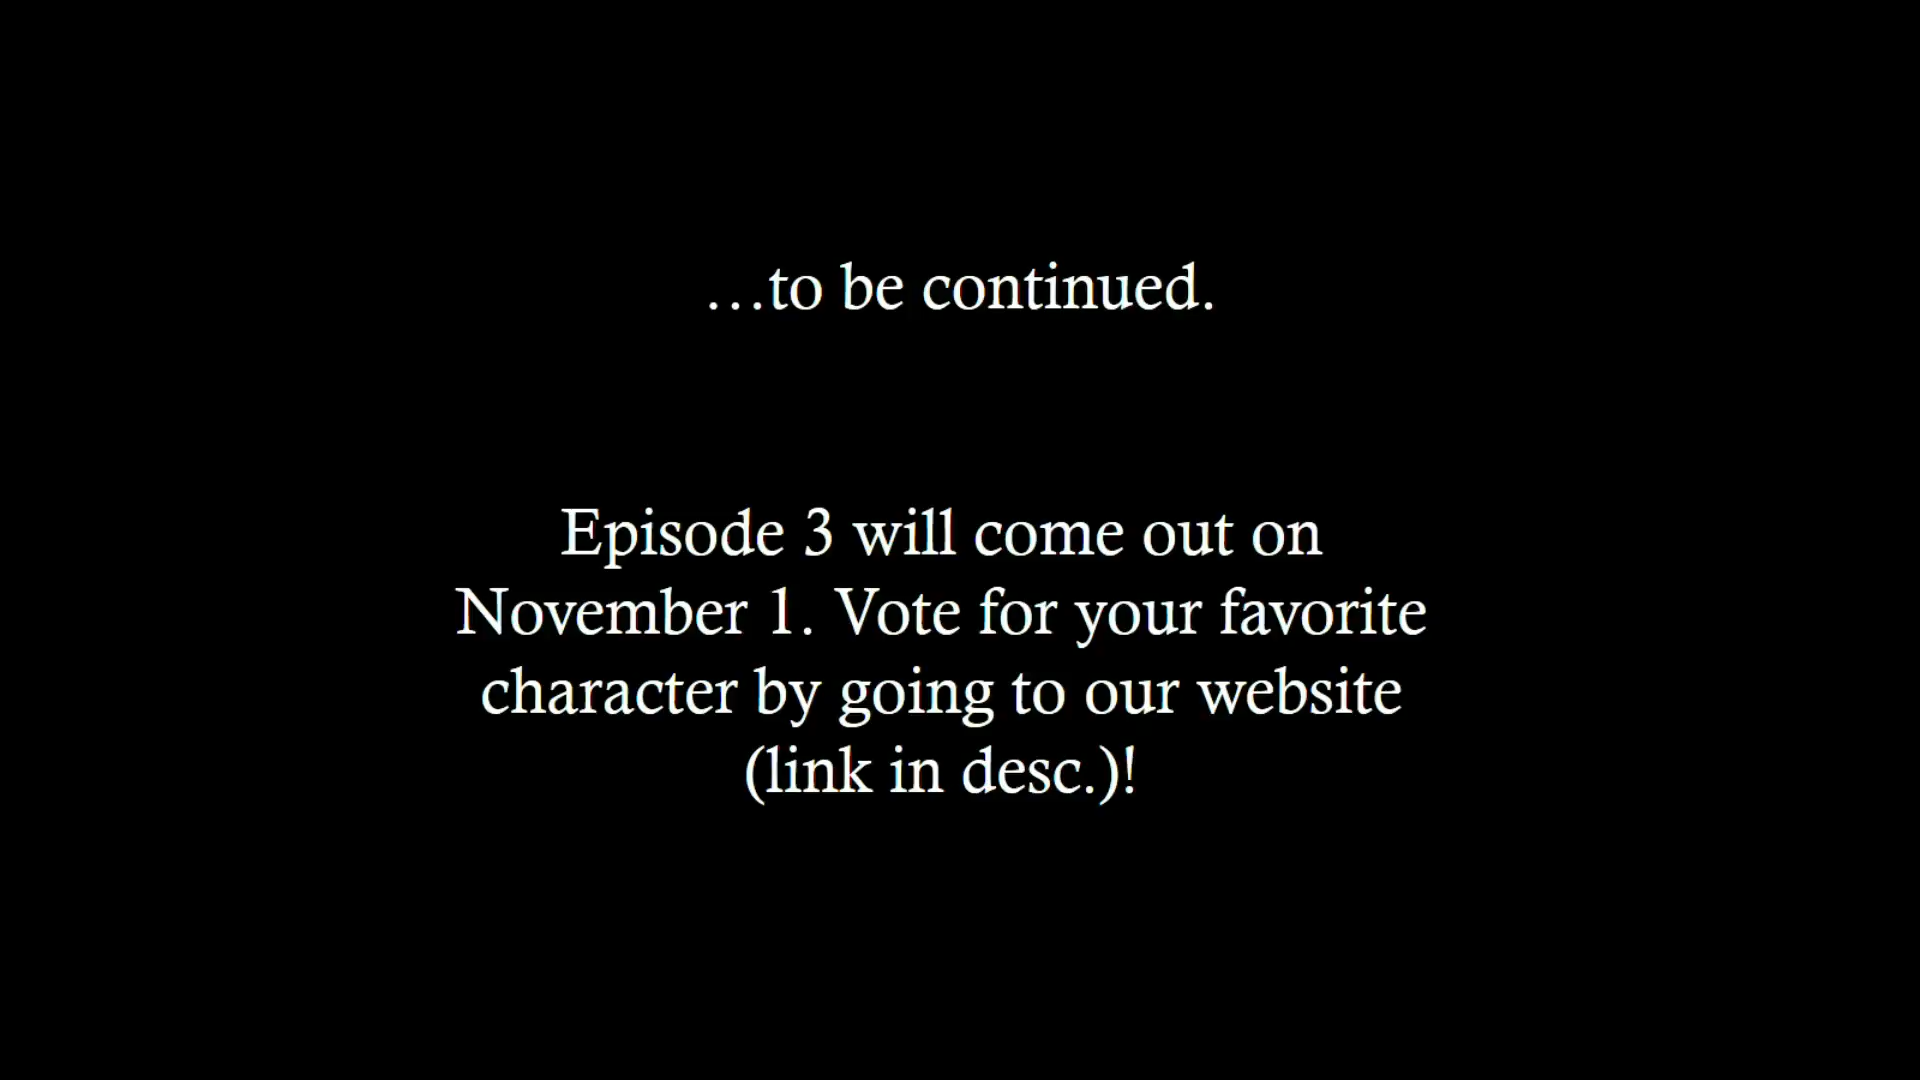 ...to be continued.
Episode 3 will come out on
November 1. Vote for your favorite
character by going to our website
(link in desc.)!